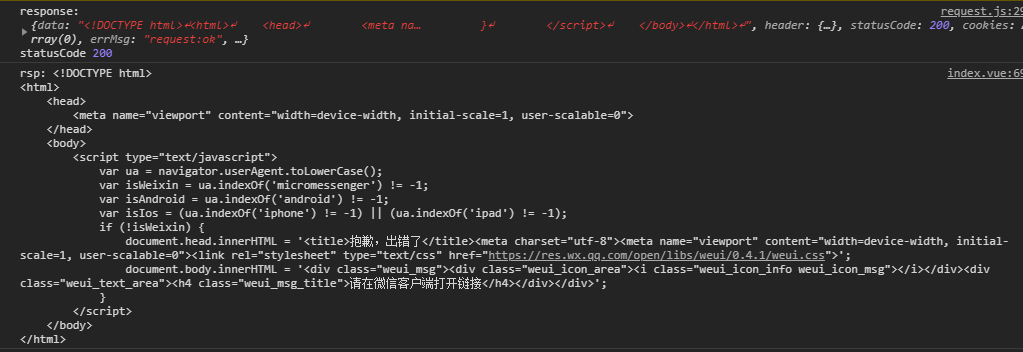 response: request.js:29
{data: "<!DOCTYPE html>↵<html>↵    <head>↵        <meta na…        }↵        </script>↵    </body>↵</html>↵", header: {…}, statusCode: 200, cookies:
rray(0), errMsg: "request:ok", …}
statusCode 200
rsp: <!DOCTYPE html> index.vue:69
<html>
    <head>
        <meta name="viewport" content="width=device-width, initial-scale=1, user-scalable=0">
    </head>
    <body>
        <script type="text/javascript">
            var ua = navigator.userAgent.toLowerCase();
            var isWeixin = ua.indexOf('micromessenger') != -1;
            var isAndroid = ua.indexOf('android') != -1;
            var isIos = (ua.indexOf('iphone') != -1) || (ua.indexOf('ipad') != -1);
            if (!isWeixin) {
                document.head.innerHTML = '<title>抱歉，出错了</title><meta charset="utf-8"><meta name="viewport" content="width=device-width, initial-
scale=1, user-scalable=0"><link rel="stylesheet" type="text/css" href="https://res.wx.qq.com/open/libs/weui/0.4.1/weui.css">';
                document.body.innerHTML = '<div class="weui_msg"><div class="weui_icon_area"><i class="weui_icon_info weui_icon_msg"></i></div><div
class="weui_text_area"><h4 class="weui_msg_title">请在微信客户端打开链接</h4></div></div>';
            }
        </script>
    </body>
</html>